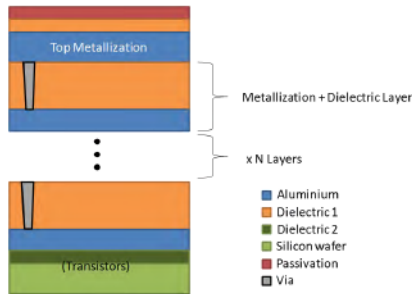 Top Metallization
Metallization + Dielectric Layer
x N Layers
Aluminium
Dielectric 1
Dielectric 2
(Transistors)
Silicon wafer
Passivation
Via